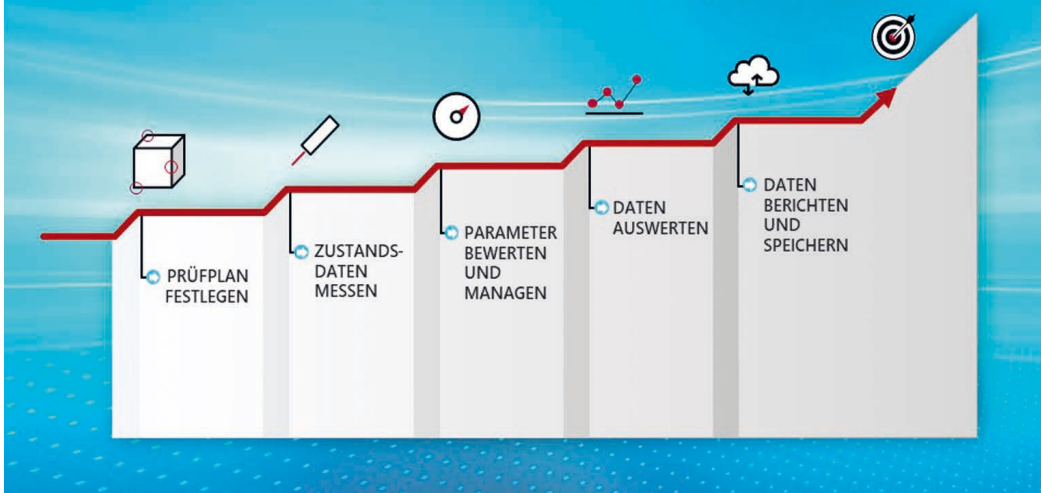 PRÜFPLAN
FESTLEGEN
ZUSTANDS-
DATEN
MESSEN
PARAMETER
BEWERTEN
UND
MANAGEN
DATEN
AUSWERTEN
DATEN
BERICHTEN
UND
SPEICHERN